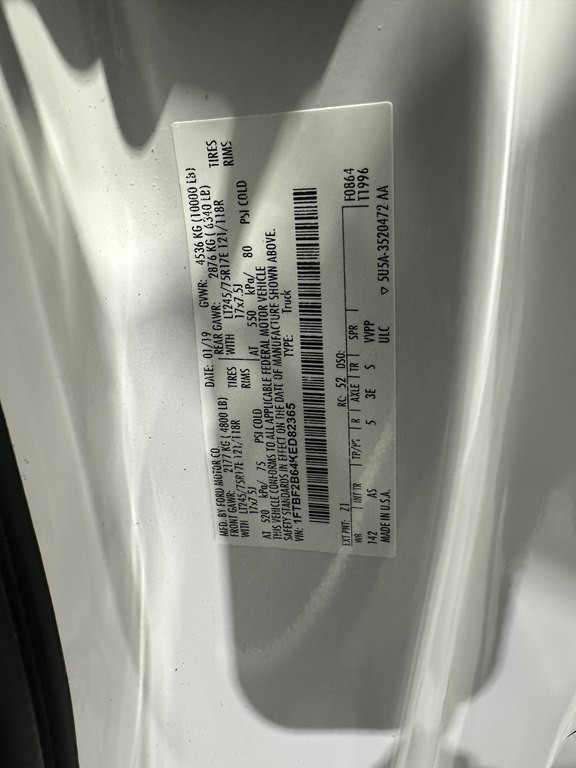 MFD. BY FORD MOTOR CO.
DATE: 01/19 GVWR: 4536 KG (10000 LB)
FRONT GAWR: 2177 KG (4800 LB) REAR GAWR: 2876 KG (6340 LB)
WITH LT245/75R17E 121/118R TIRES WITH LT245/75R17E 121/118R TIRES
17x7.5J RIMS 17x7.5J RIMS
AT 520 kPa/ 75 PSI COLD AT 550 kPa/ 80 PSI COLD
THIS VEHICLE CONFORMS TO ALL APPLICABLE FEDERAL MOTOR VEHICLE
SAFETY STANDARDS IN EFFECT ON THE DATE OF MANUFACTURE SHOWN ABOVE.
VIN: 1FTBF2B64KED82365 TYPE: Truck
EXT PNT: Z1 RC: 52 DSO: F0864
WB INT TR TP/PS R AXLE TR SPR T1996
142 AS 5 3E S VVPP
MADE IN U.S.A. ULC ▽ 5U5A-3520472 AA